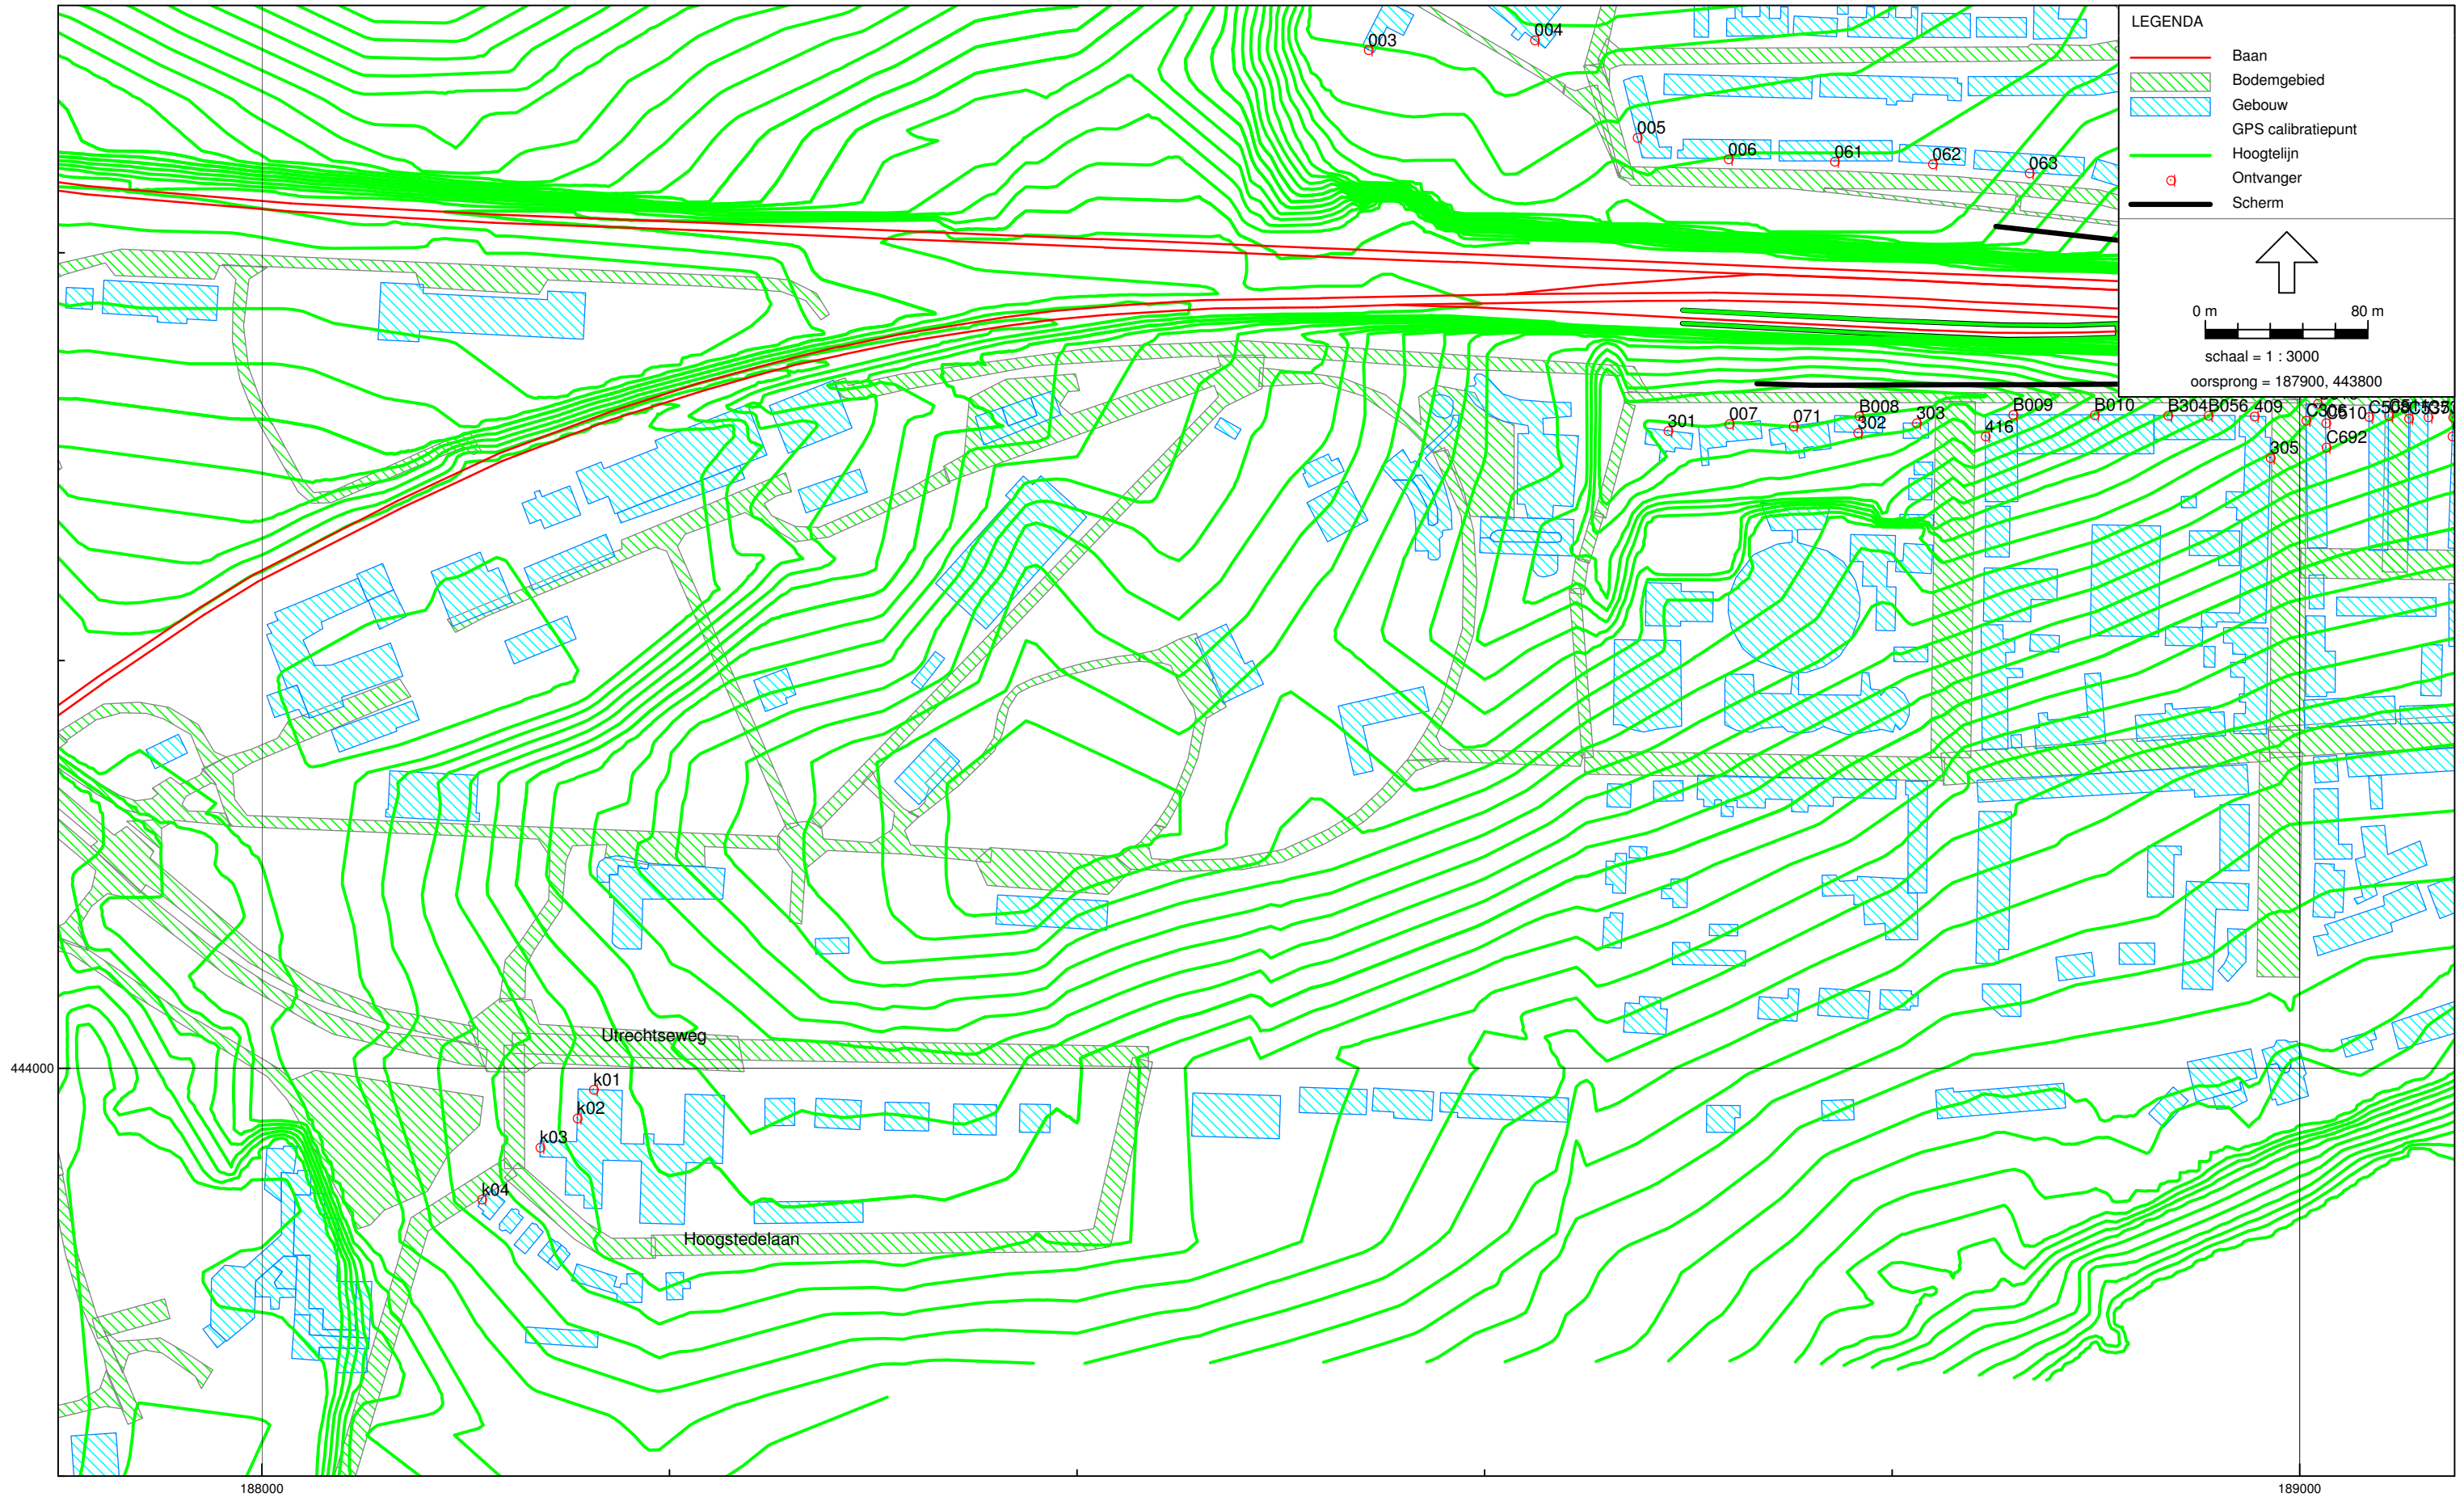 003
004
005
006
061
062
063
LEGENDA
Baan
Bodemgebied
Gebouw
GPS calibratiepunt
Hoogtelijn
Ontvanger
Scherm
0 m 80 m
schaal = 1 : 3000
oorsprong = 187900, 443800
301
007
071
B008
302
303
B009
416
B010
B304
B056
409
305
C692
Utrechtseweg
444000
k01
k02
k03
k04
Hoogstedelaan
188000
189000